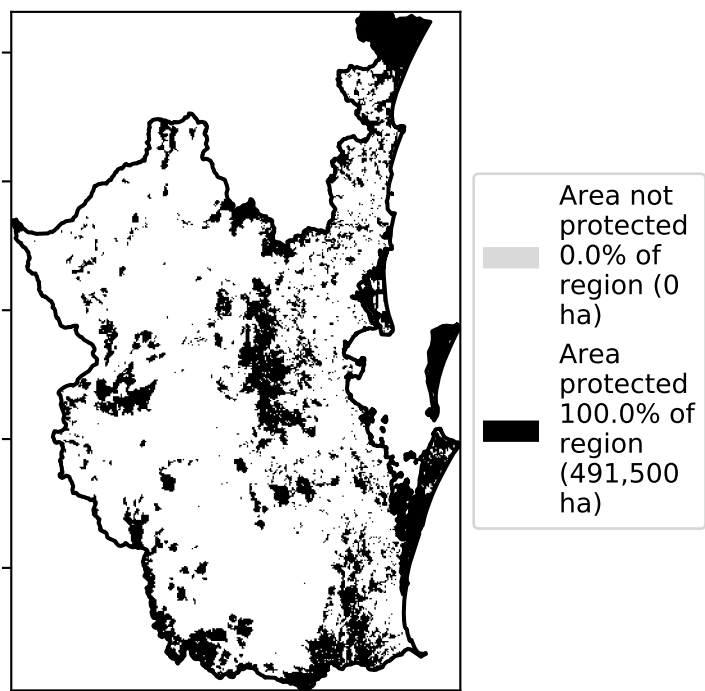 Area not
protected
0.0% of
region (0
ha)
Area
protected
100.0% of
region
(491,500
ha)